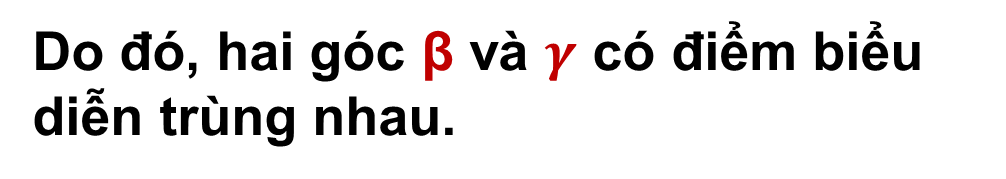 Do đó, hai góc β và γ có điểm biểu
diễn trùng nhau.